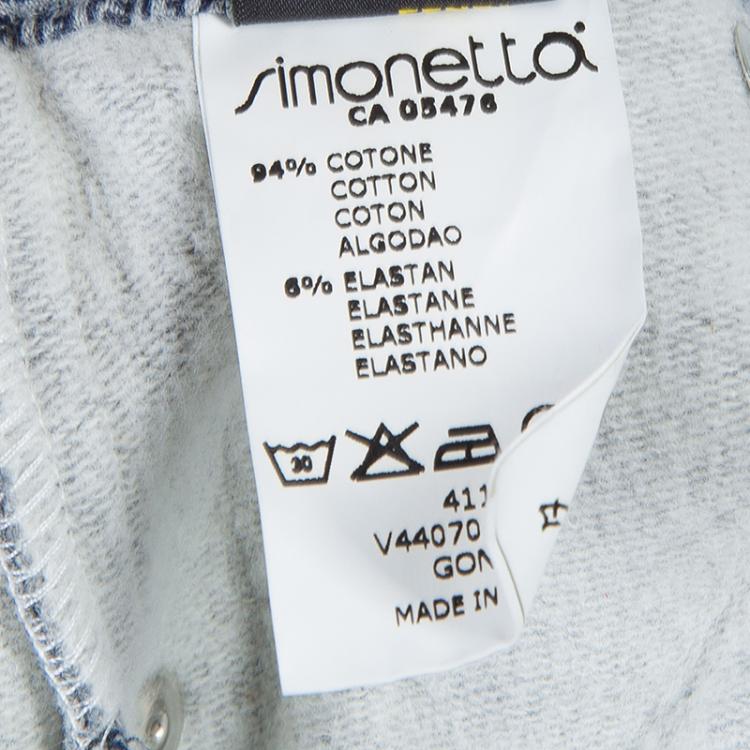 simonetta
CA 05476
94% COTONE
COTTON
COTON
ALGODAO
6% ELASTAN
ELASTANE
ELASTHANNE
ELASTANO
30
411
V44070
GON
MADE IN